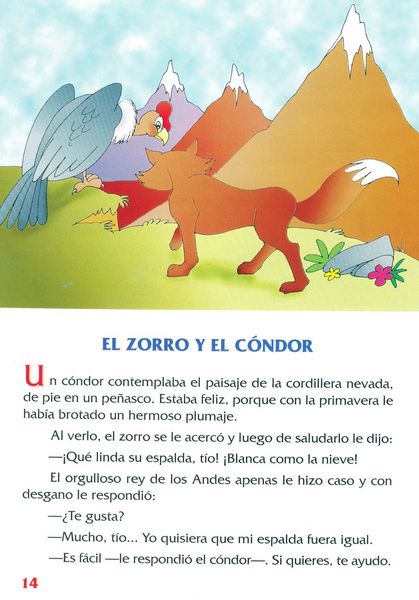 EL ZORRO Y EL CÓNDOR
Un cóndor contemplaba el paisaje de la cordillera nevada,
de pie en un peñasco. Estaba feliz, porque con la primavera le
había brotado un hermoso plumaje.
Al verlo, el zorro se le acercó y luego de saludarlo le dijo:
—¡Qué linda su espalda, tío! ¡Blanca como la nieve!
El orgulloso rey de los Andes apenas le hizo caso y con
desgano le respondió:
—¿Te gusta?
—Mucho, tío... Yo quisiera que mi espalda fuera igual.
—Es fácil —le respondió el cóndor—. Si quieres, te ayudo.
14